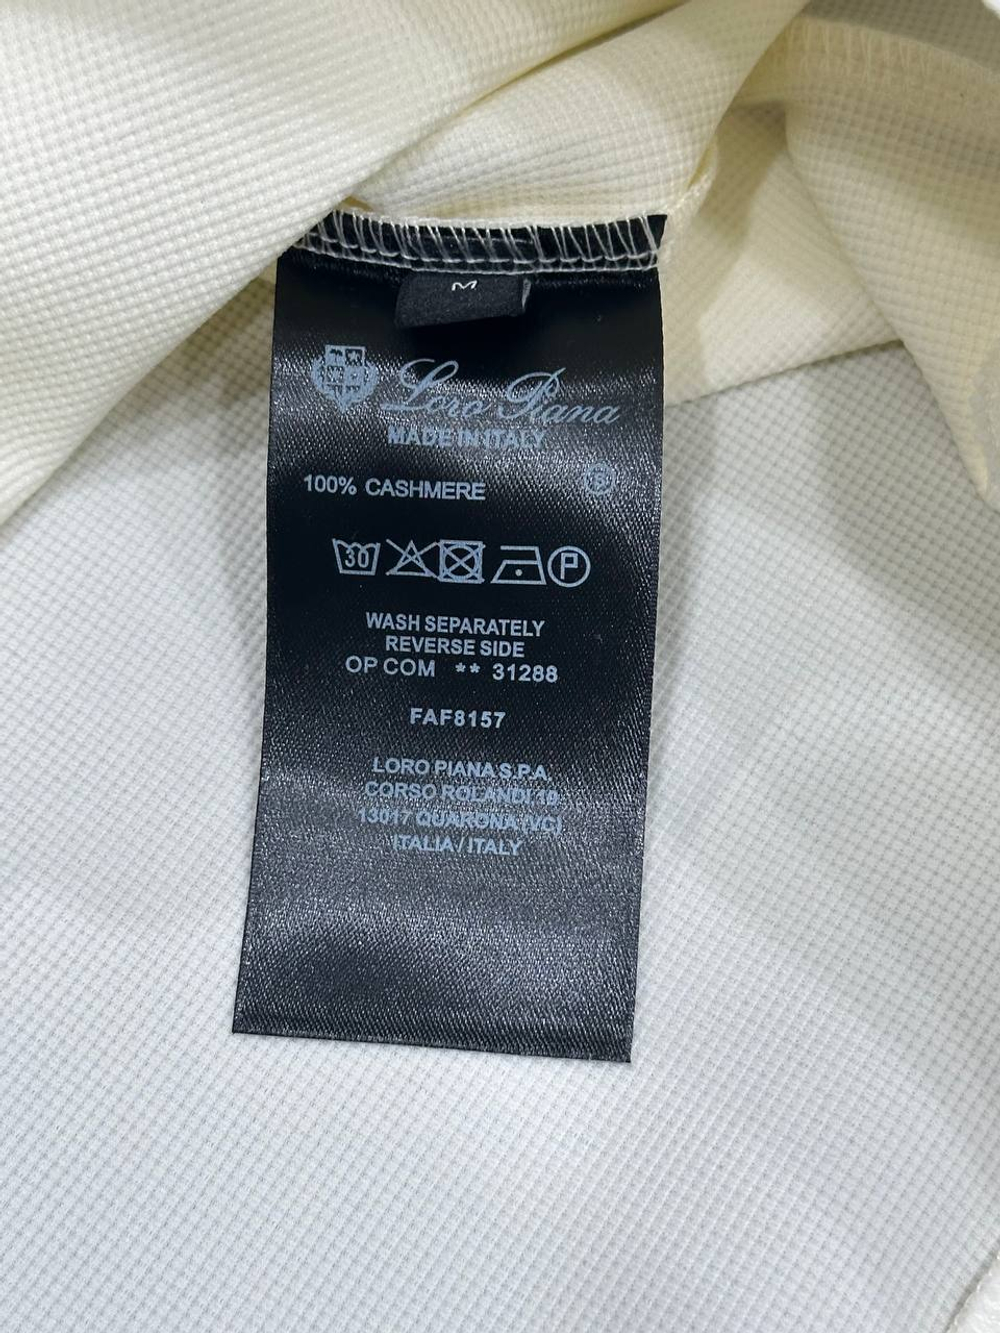 M
Loro Piana
MADE IN ITALY
100% CASHMERE
30 P
WASH SEPARATELY
REVERSE SIDE
OP COM ** 31288
FAF8157
LORO PIANA S.P.A.
CORSO ROLANDI 10
13017 QUARONA (VC)
ITALIA / ITALY